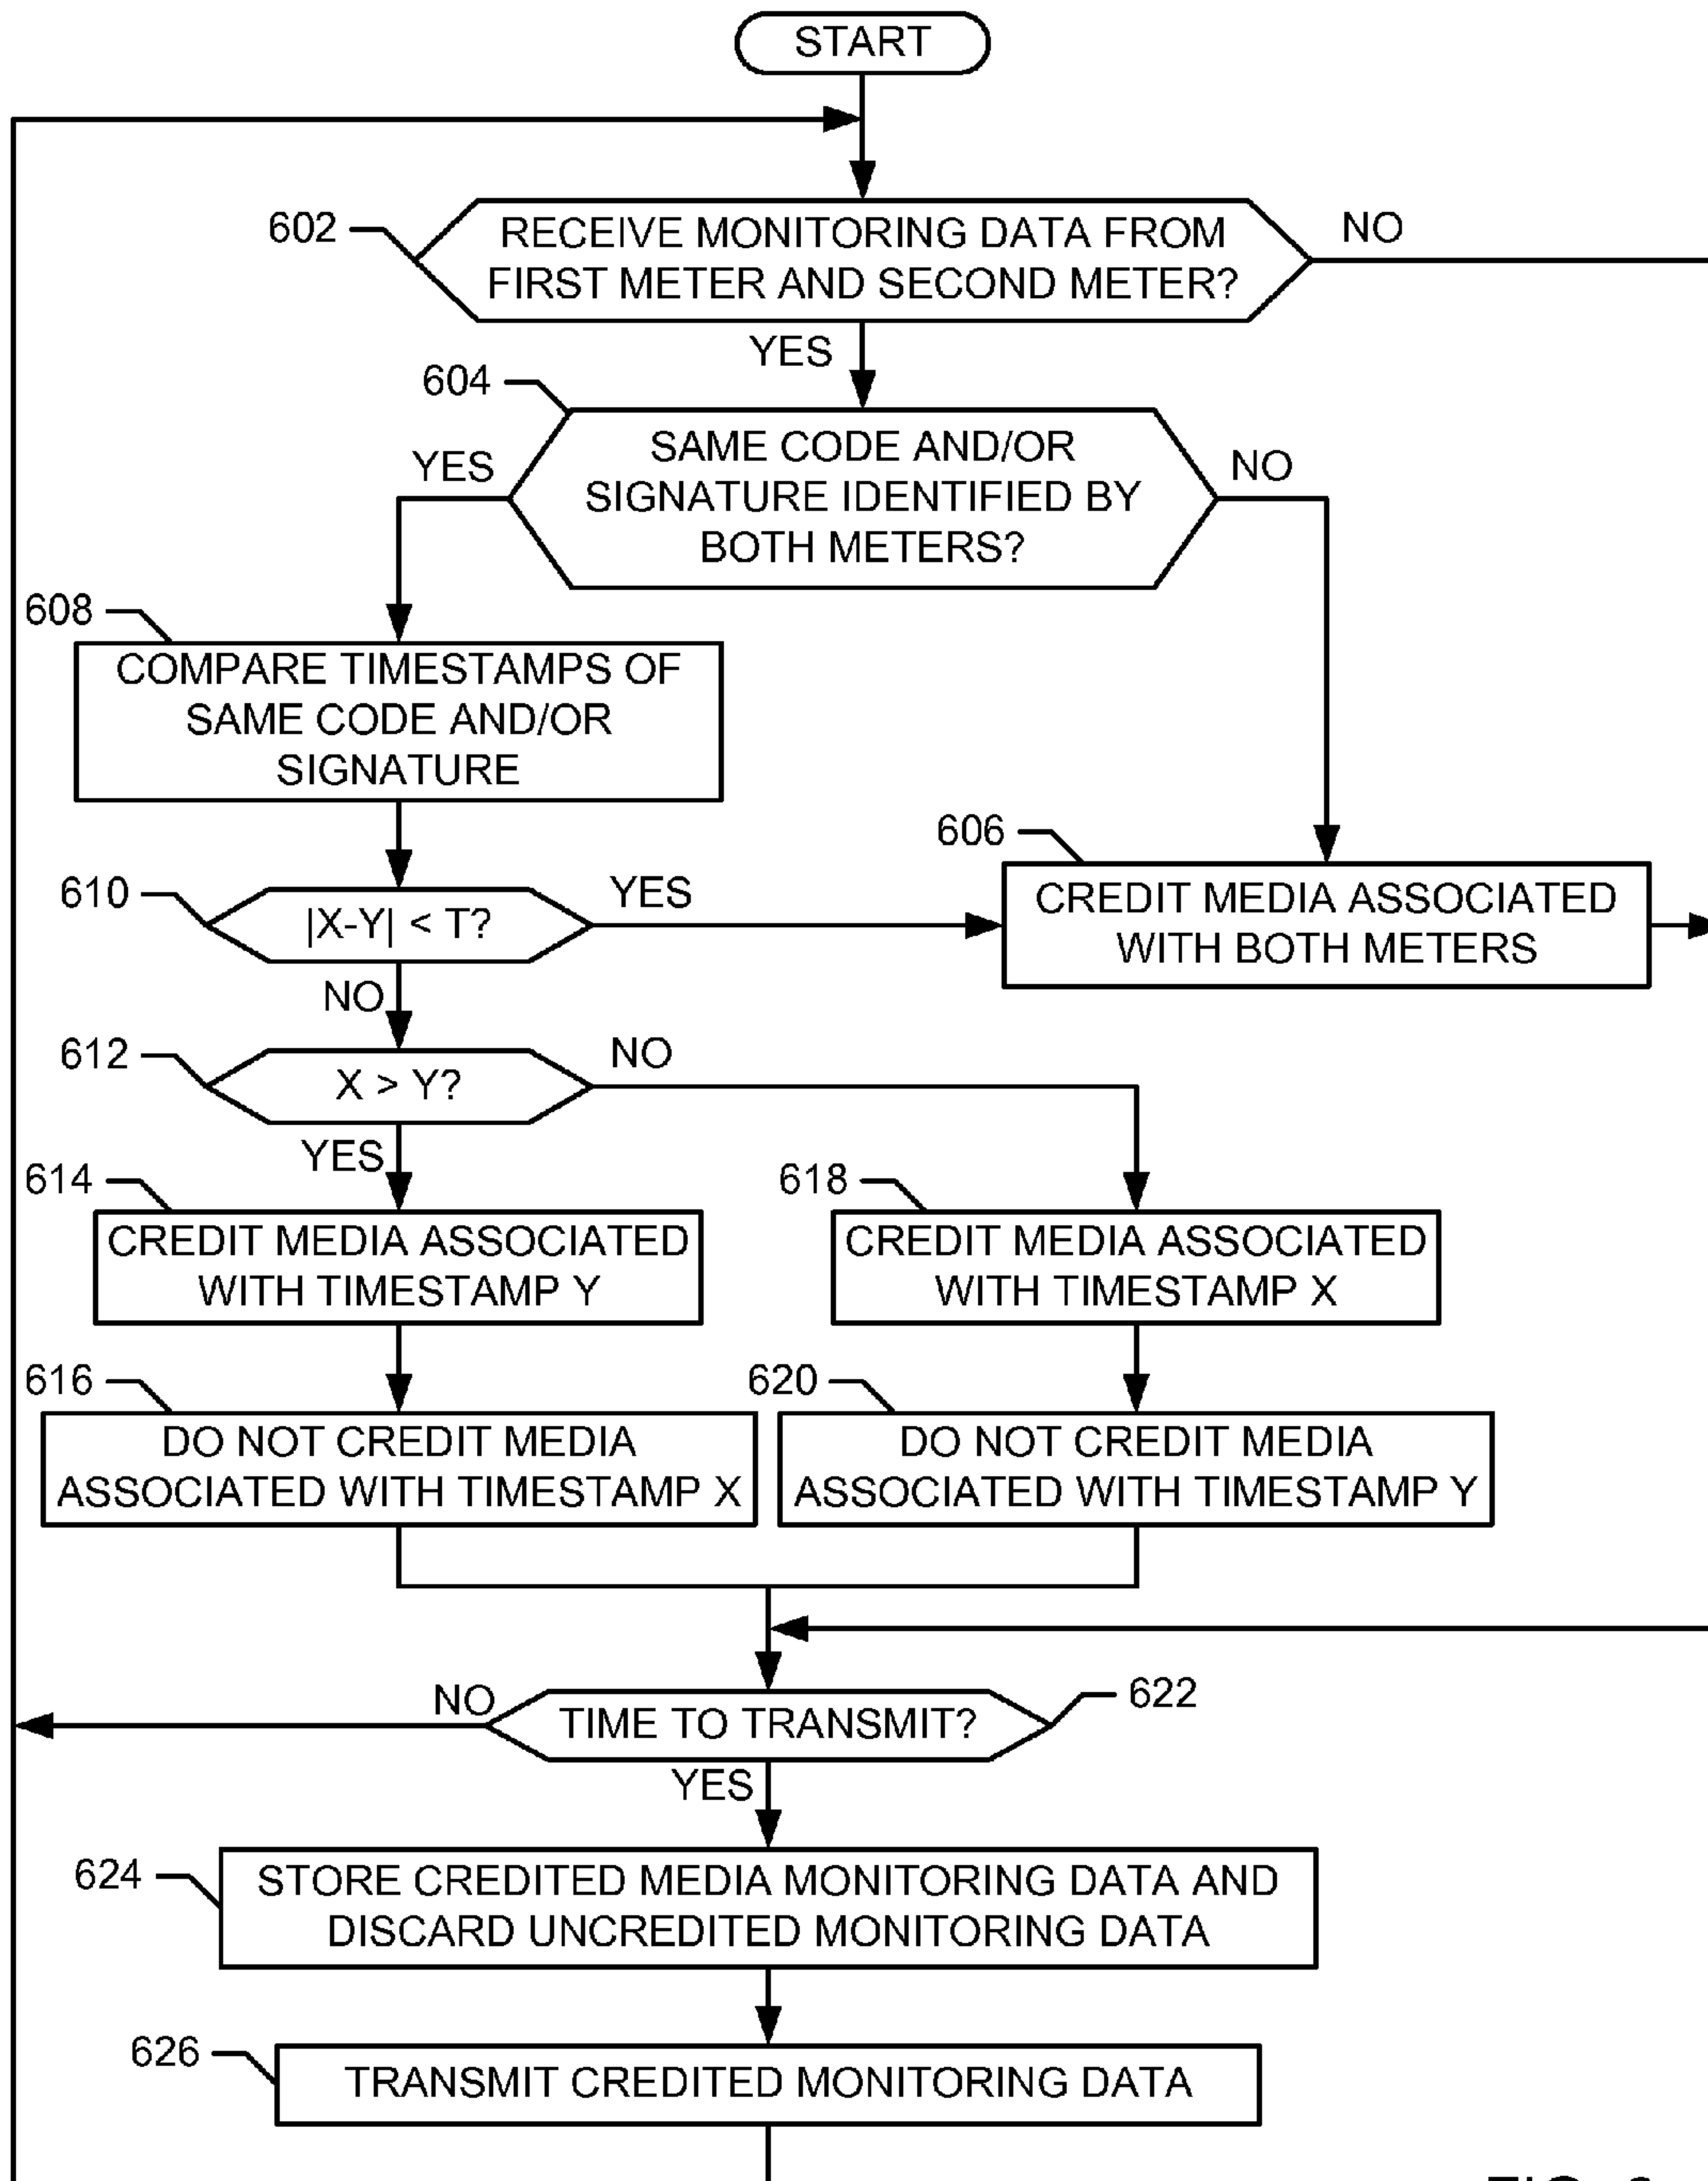 START
602
RECEIVE MONITORING DATA FROM
FIRST METER AND SECOND METER?
NO
YES
604
SAME CODE AND/OR
SIGNATURE IDENTIFIED BY
BOTH METERS?
YES
NO
608
COMPARE TIMESTAMPS OF
SAME CODE AND/OR
SIGNATURE
606
CREDIT MEDIA ASSOCIATED
WITH BOTH METERS
610
|X-Y| < T?
YES
NO
612
X > Y?
NO
YES
614
CREDIT MEDIA ASSOCIATED
WITH TIMESTAMP Y
618
CREDIT MEDIA ASSOCIATED
WITH TIMESTAMP X
616
DO NOT CREDIT MEDIA
ASSOCIATED WITH TIMESTAMP X
620
DO NOT CREDIT MEDIA
ASSOCIATED WITH TIMESTAMP Y
NO
TIME TO TRANSMIT?
622
YES
624
STORE CREDITED MEDIA MONITORING DATA AND
DISCARD UNCREDITED MONITORING DATA
626
TRANSMIT CREDITED MONITORING DATA